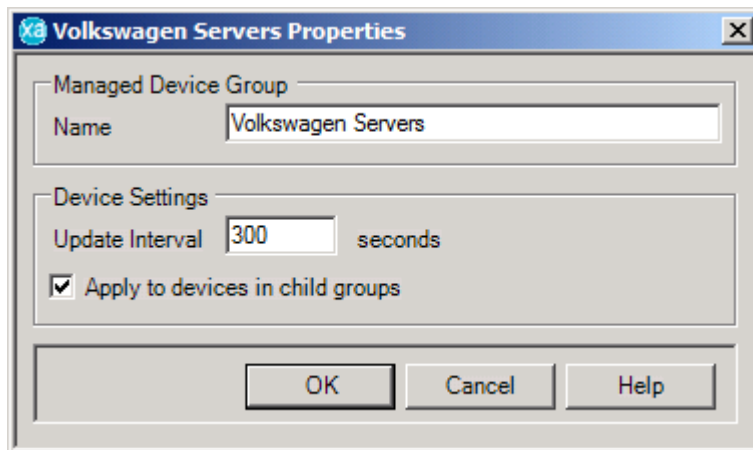 xa Volkswagen Servers Properties
Managed Device Group
Name Volkswagen Servers
Device Settings
Update Interval 300 seconds
Apply to devices in child groups
OK Cancel Help